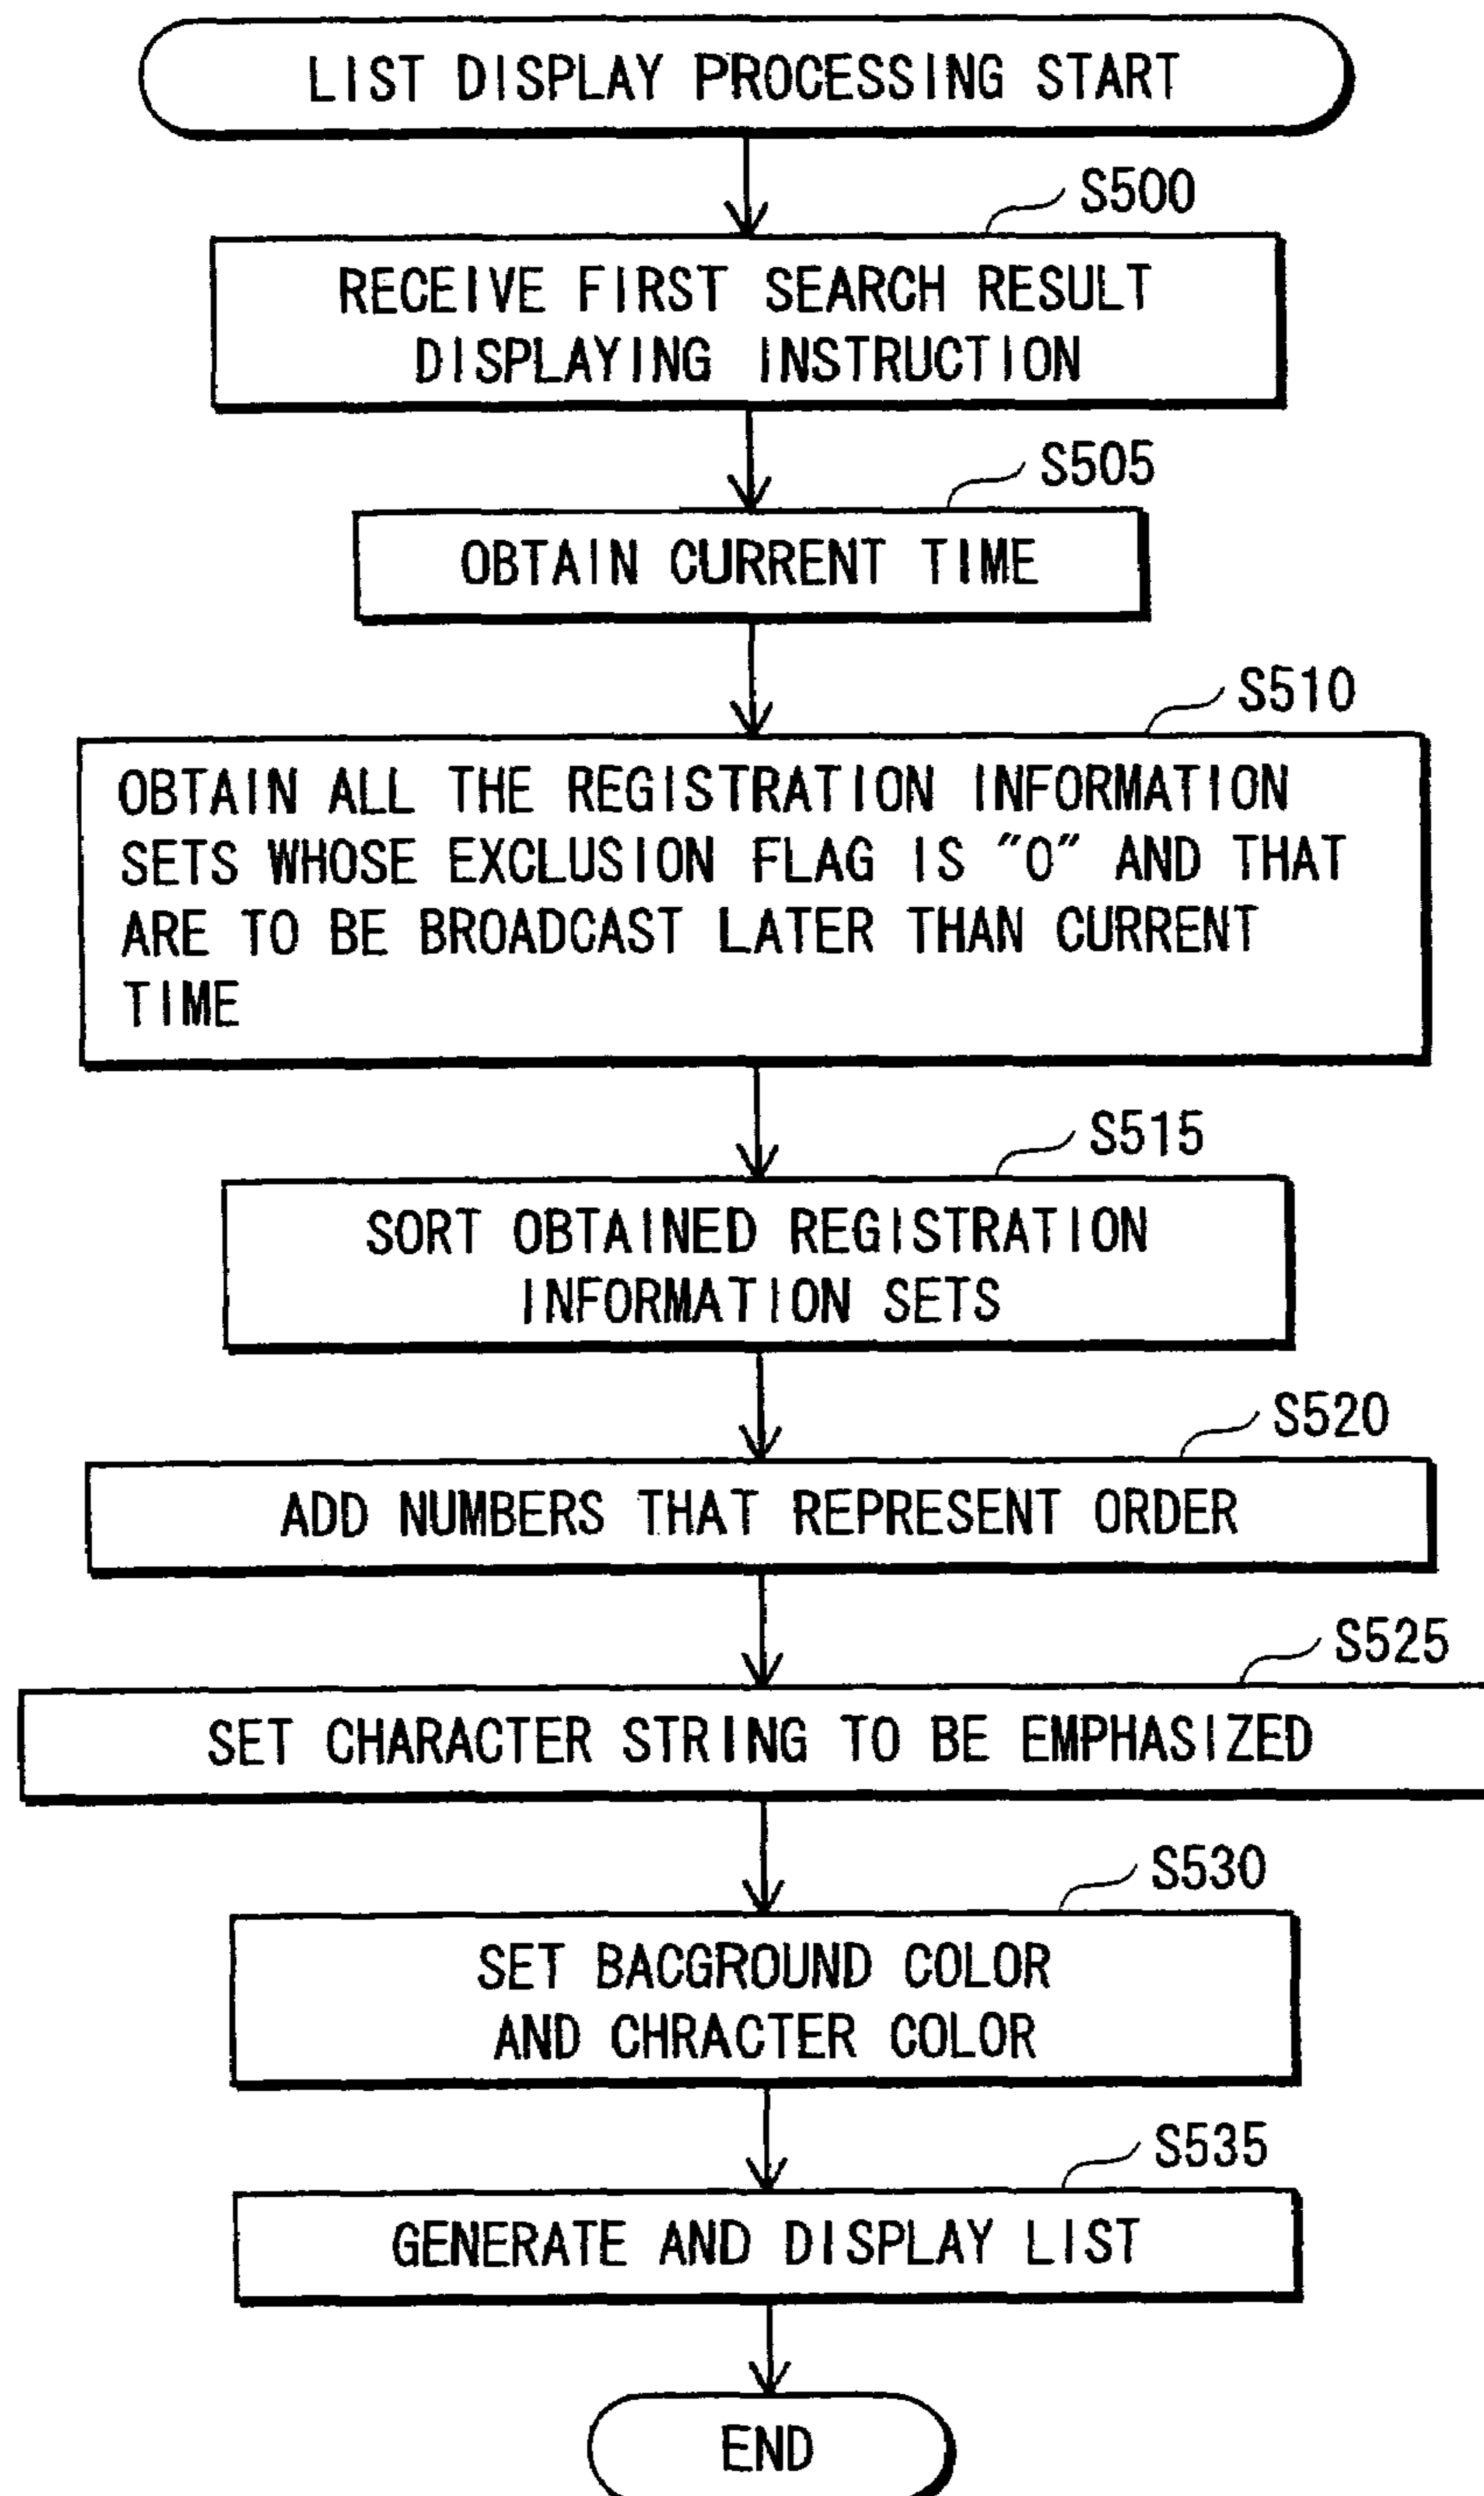 LIST DISPLAY PROCESSING START
S500
RECEIVE FIRST SEARCH RESULT
DISPLAYING INSTRUCTION
S505
OBTAIN CURRENT TIME
S510
OBTAIN ALL THE REGISTRATION INFORMATION
SETS WHOSE EXCLUSION FLAG IS "0" AND THAT
ARE TO BE BROADCAST LATER THAN CURRENT
TIME
S515
SORT OBTAINED REGISTRATION
INFORMATION SETS
S520
ADD NUMBERS THAT REPRESENT ORDER
S525
SET CHARACTER STRING TO BE EMPHASIZED
S530
SET BACGROUND COLOR
AND CHRACTER COLOR
S535
GENERATE AND DISPLAY LIST
END